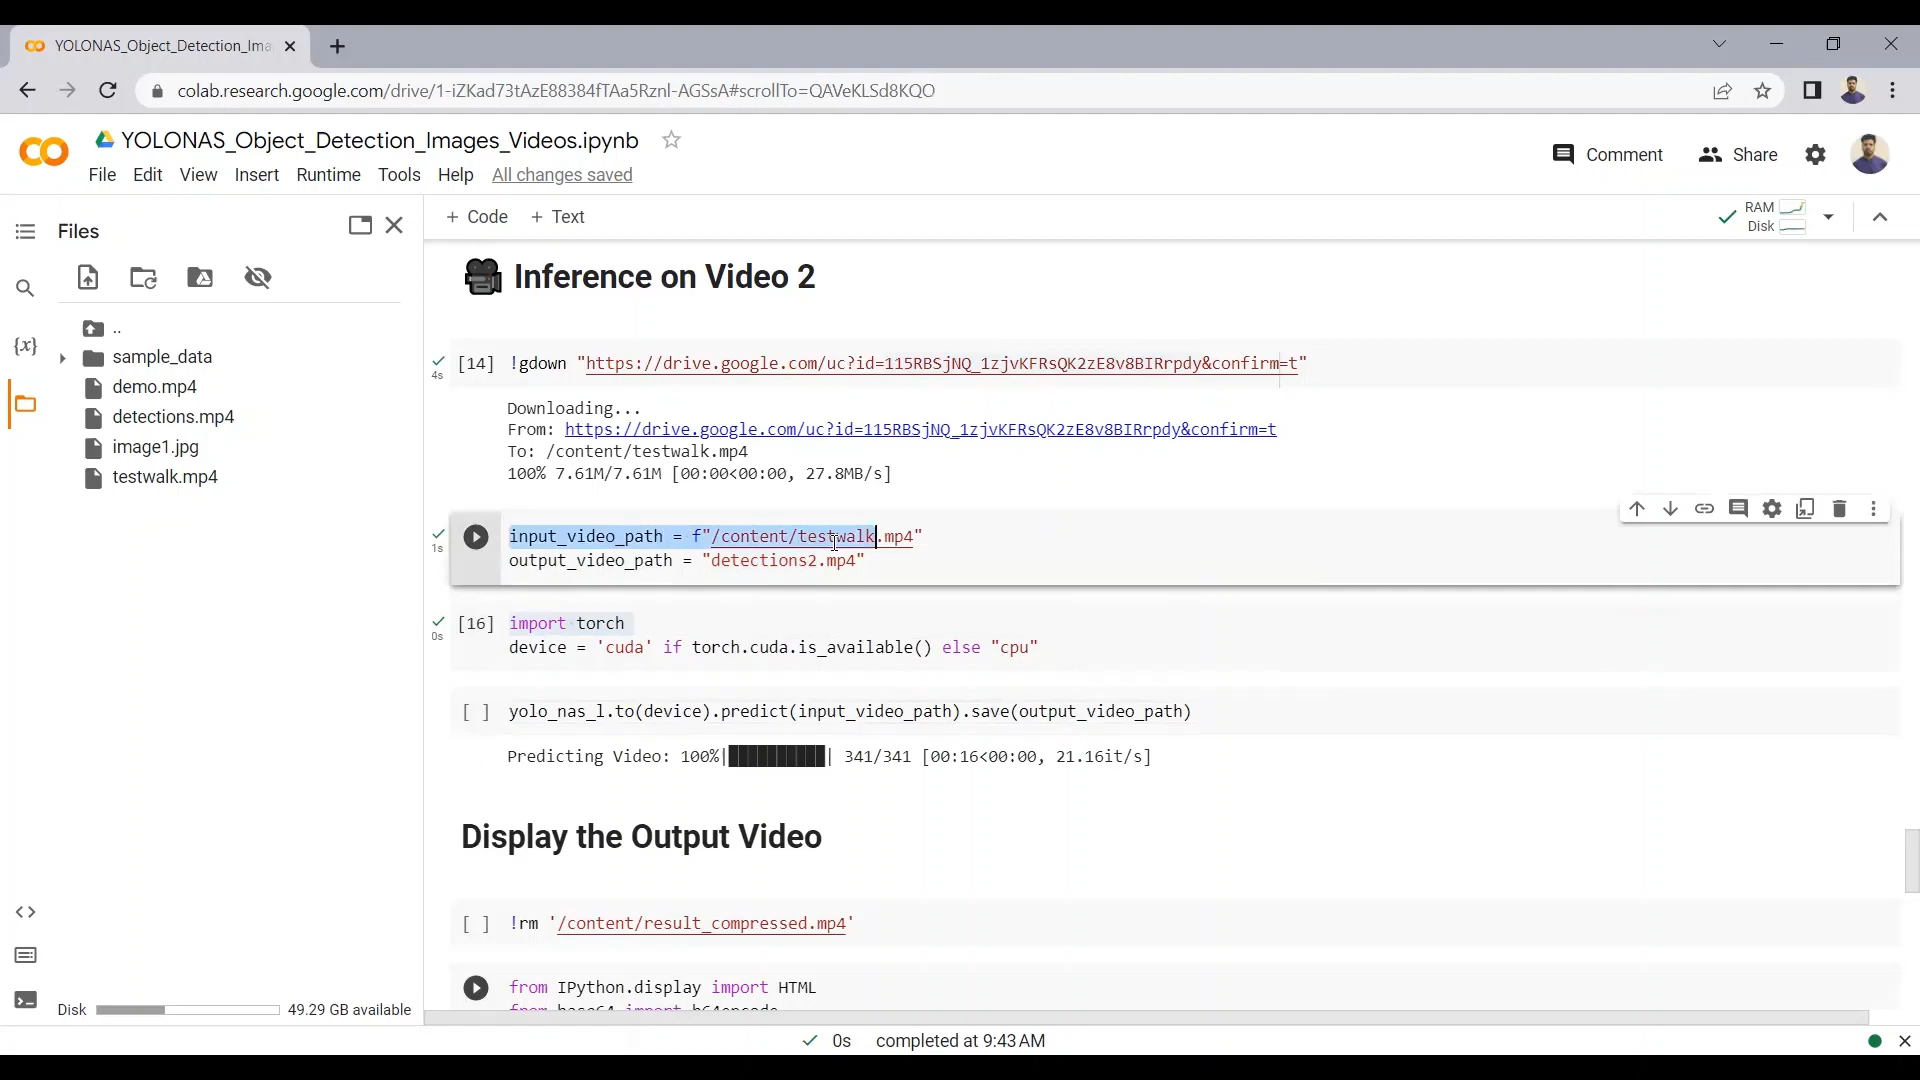 YOLONAS_Object_Detection_Ima
colab.research.google.com/drive/1-iZKad73tAzE88384fTAa5Rznl-AGSsA#scrollTo=QAVeKLSd8KQO
YOLONAS_Object_Detection_Images_Videos.ipynb
File Edit View Insert Runtime Tools Help All changes saved
Comment Share
Files
+ Code + Text
RAM
Disk
..
sample_data
demo.mp4
detections.mp4
image1.jpg
testwalk.mp4
Disk 49.29 GB available
Inference on Video 2
[14] !gdown "https://drive.google.com/uc?id=115RBSjNQ_1zjvKFRsQK2zE8v8BIRrpdy&confirm=t"
4s
Downloading...
From: https://drive.google.com/uc?id=115RBSjNQ_1zjvKFRsQK2zE8v8BIRrpdy&confirm=t
To: /content/testwalk.mp4
100% 7.61M/7.61M [00:00<00:00, 27.8MB/s]
input_video_path = f"/content/testwalk.mp4"
1s
output_video_path = "detections2.mp4"
[16] import torch
0s
device = 'cuda' if torch.cuda.is_available() else "cpu"
[ ] yolo_nas_l.to(device).predict(input_video_path).save(output_video_path)
Predicting Video: 100%|██████████| 341/341 [00:16<00:00, 21.16it/s]
Display the Output Video
[ ] !rm '/content/result_compressed.mp4'
from IPython.display import HTML
from base64 import b64encode
0s completed at 9:43 AM